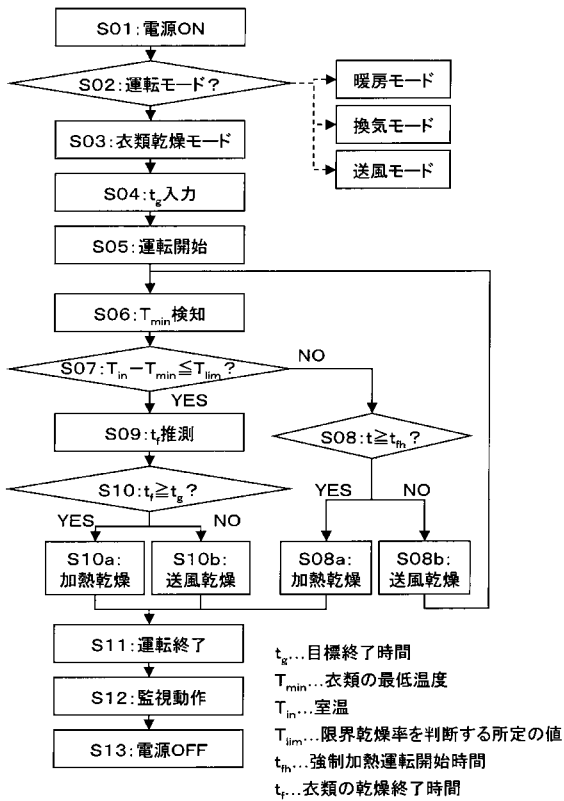 S01:電源ON
S02:運転モード?
暖房モード
換気モード
送風モード
S03:衣類乾燥モード
S04:tg入力
S05:運転開始
S06:Tmin検知
S07:Tin−Tmin≦Tlim?
NO
YES
S09:tf推測
S08:t≧tfh?
S10:tf≧tg?
YES
NO
YES
NO
S10a:
加熱乾燥
S10b:
送風乾燥
S08a:
加熱乾燥
S08b:
送風乾燥
S11:運転終了
S12:監視動作
S13:電源OFF
tg…目標終了時間
Tmin…衣類の最低温度
Tin…室温
Tlim…限界乾燥率を判断する所定の値
tfh…強制加熱運転開始時間
tf…衣類の乾燥終了時間